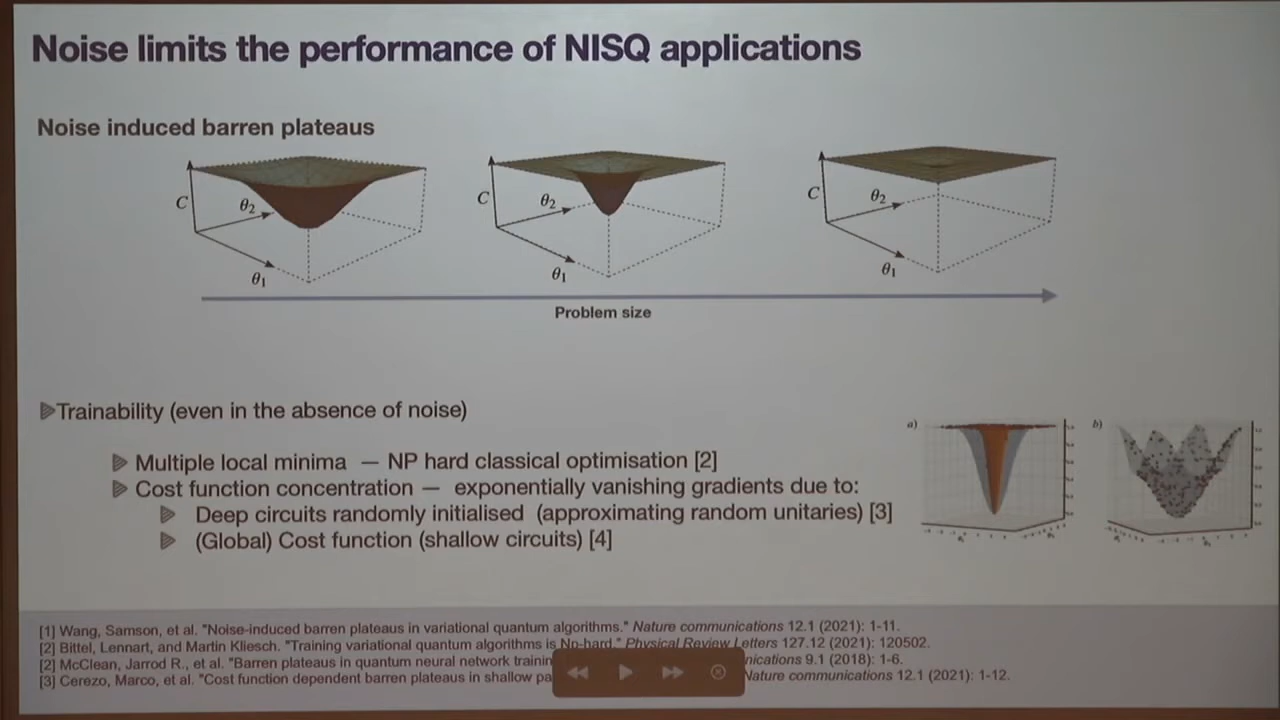 Noise limits the performance of NISQ applications
Noise induced barren plateaus
C θ2 θ1
C θ2 θ1
C θ2 θ1
Problem size
Trainability (even in the absence of noise)
a) b)
Multiple local minima — NP hard classical optimisation [2]
Cost function concentration — exponentially vanishing gradients due to:
Deep circuits randomly initialised (approximating random unitaries) [3]
(Global) Cost function (shallow circuits) [4]
[1] Wang, Samson, et al. "Noise-induced barren plateaus in variational quantum algorithms." Nature communications 12.1 (2021): 1-11.
[2] Bittel, Lennart, and Martin Kliesch. "Training variational quantum algorithms is Np-hard." Physical Review Letters 127.12 (2021): 120502.
[2] McClean, Jarrod R., et al. "Barren plateaus in quantum neural network trainin nications 9.1 (2018): 1-6.
[3] Cerezo, Marco, et al. "Cost function dependent barren plateaus in shallow pa Nature communications 12.1 (2021): 1-12.